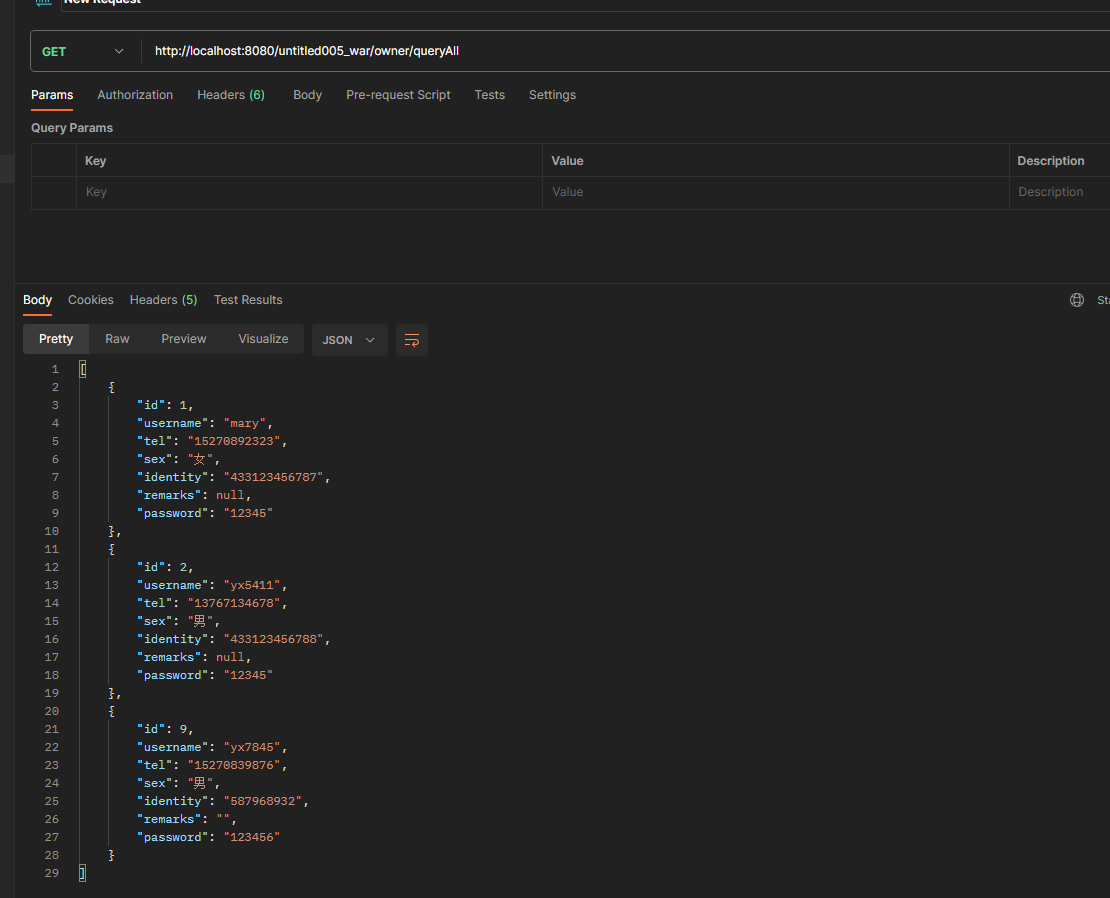 New Request
GET http://localhost:8080/untitled005_war/owner/queryAll
Params Authorization Headers (6) Body Pre-request Script Tests Settings
Query Params
Key Value Description
Key Value Description
Body Cookies Headers (5) Test Results
Pretty Raw Preview Visualize JSON
1 [
2 {
3 "id": 1,
4 "username": "mary",
5 "tel": "15270892323",
6 "sex": "女",
7 "identity": "433123456787",
8 "remarks": null,
9 "password": "12345"
10 },
11 {
12 "id": 2,
13 "username": "yx5411",
14 "tel": "13767134678",
15 "sex": "男",
16 "identity": "433123456788",
17 "remarks": null,
18 "password": "12345"
19 },
20 {
21 "id": 9,
22 "username": "yx7845",
23 "tel": "15270839876",
24 "sex": "男",
25 "identity": "587968932",
26 "remarks": "",
27 "password": "123456"
28 }
29 ]